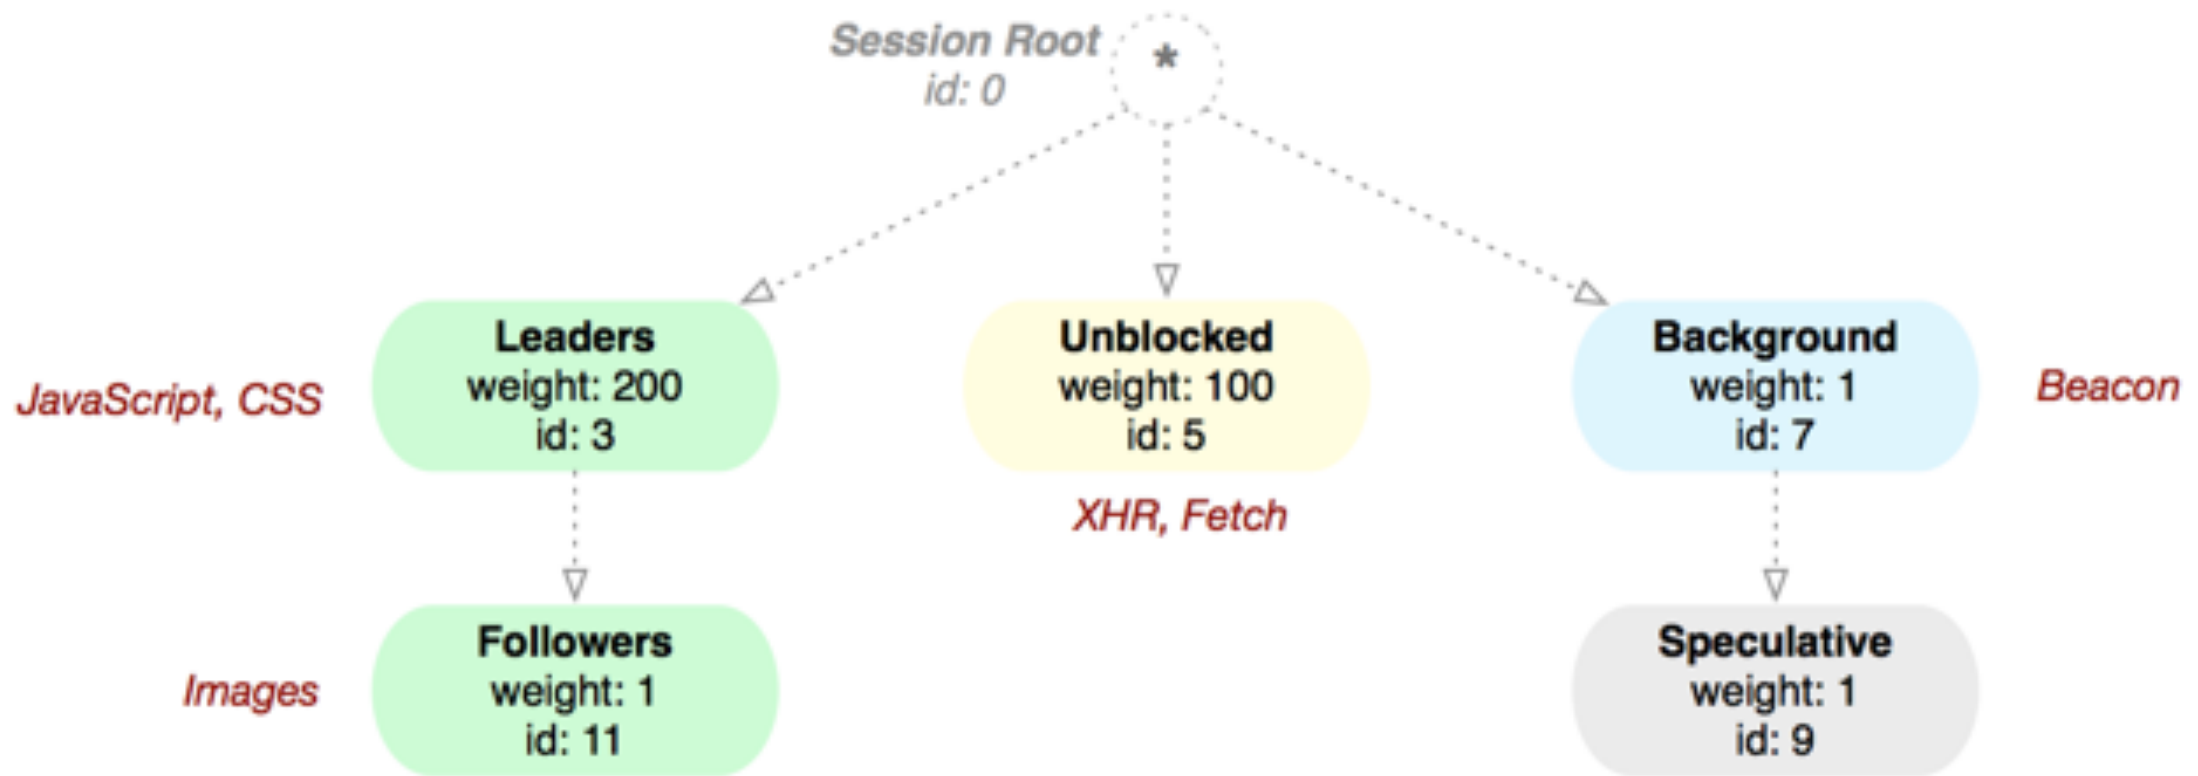 Session Root
id: 0
*
Leaders
weight: 200
id: 3
JavaScript, CSS
Unblocked
weight: 100
id: 5
XHR, Fetch
Background
weight: 1
id: 7
Beacon
Followers
weight: 1
id: 11
Images
Speculative
weight: 1
id: 9